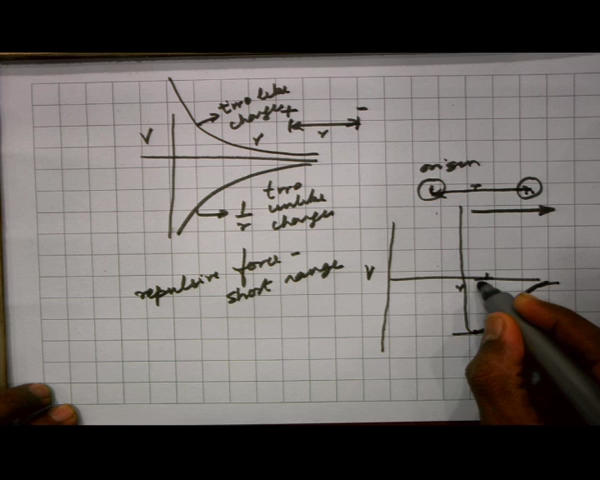 two like
charges
+ -
V
r
r
two
unlike
charges
1
r
repulsive force -
short range
origin
r
V
r